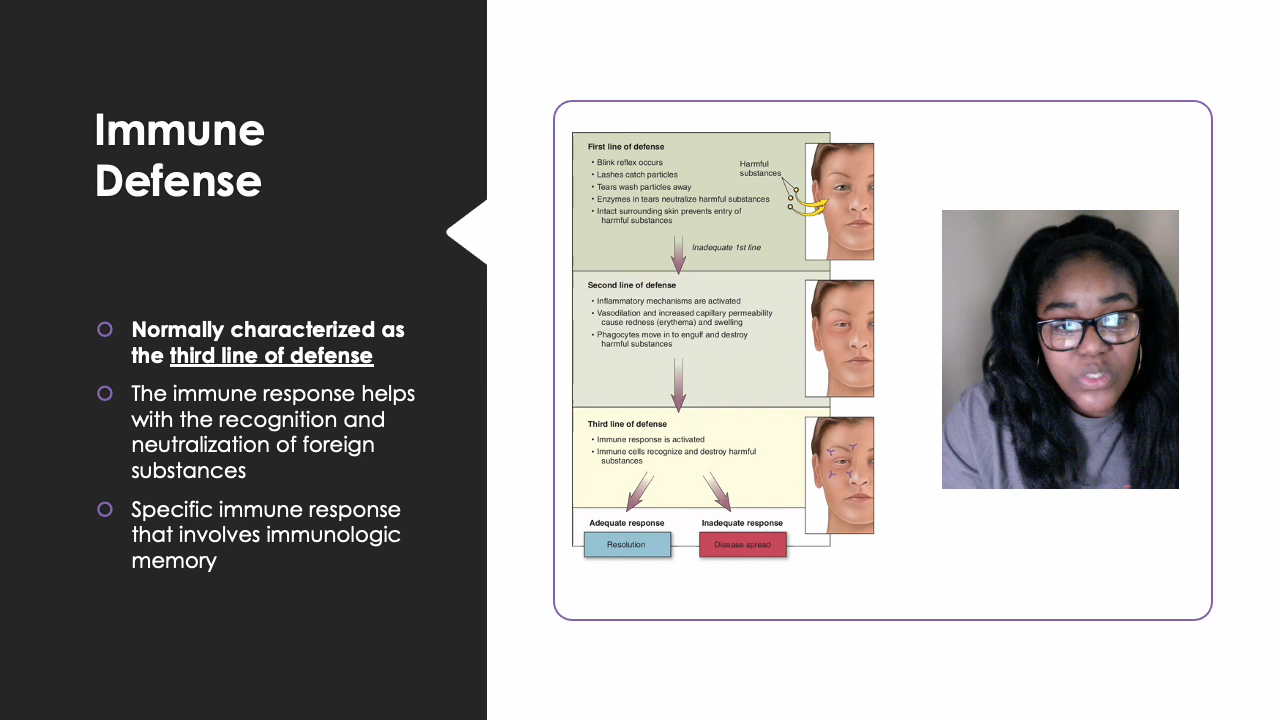 Immune
Defense
Normally characterized as
the third line of defense
The immune response helps
with the recognition and
neutralization of foreign
substances
Specific immune response
that involves immunologic
memory
First line of defense
• Blink reflex occurs
• Lashes catch particles
• Tears wash particles away
• Enzymes in tears neutralize harmful substances
• Intact surrounding skin prevents entry of
harmful substances
Harmful
substances
Inadequate 1st line
Second line of defense
• Inflammatory mechanisms are activated
• Vasodilation and increased capillary permeability
cause redness (erythema) and swelling
• Phagocytes move in to engulf and destroy
harmful substances
Third line of defense
• Immune response is activated
• Immune cells recognize and destroy harmful
substances
Adequate response
Inadequate response
Resolution
Disease spread